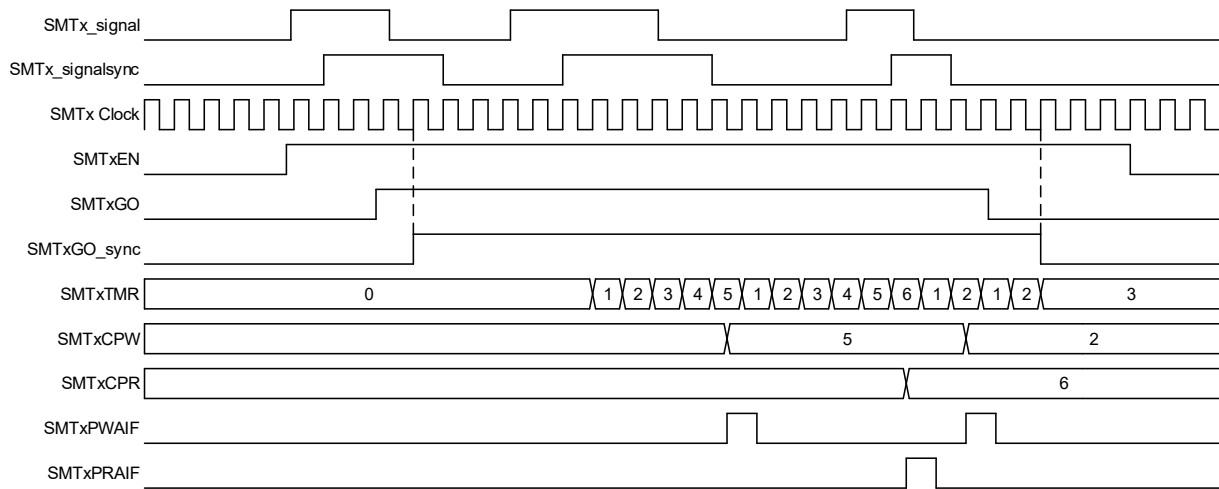 SMTx_signal
SMTx_signalsync
SMTx Clock
SMTxEN
SMTxGO
SMTxGO_sync
SMTxTMR 0 1 2 3 4 5 1 2 3 4 5 6 1 2 1 2 3
SMTxCPW 5 2
SMTxCPR 6
SMTxPWAIF
SMTxPRAIF